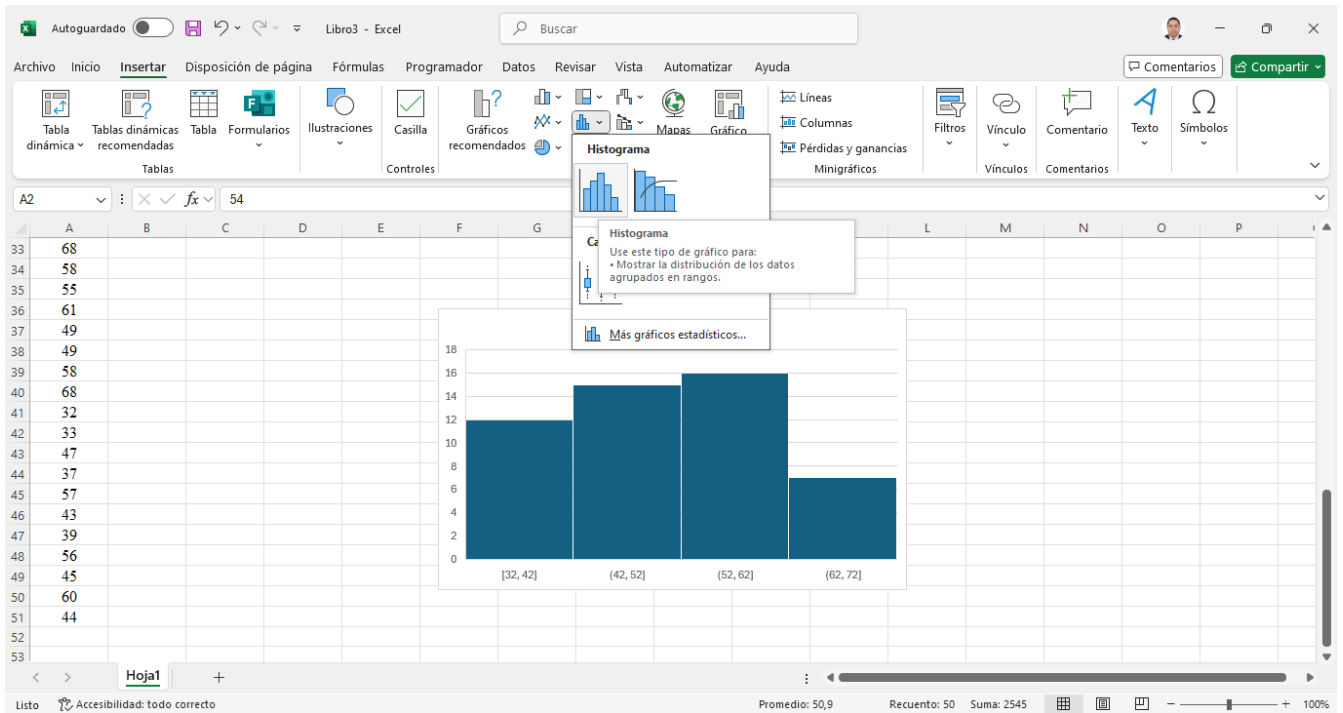 Autoguardado
Libro3 - Excel
Buscar
Archivo Inicio Insertar Disposición de página Fórmulas Programador Datos Revisar Vista Automatizar Ayuda
Comentarios
Compartir
Tabla dinámica
Tablas dinámicas recomendadas
Tabla
Formularios
Ilustraciones
Casilla
Gráficos recomendados
Mapas
Gráfico
Líneas
Columnas
Pérdidas y ganancias
Filtros
Vínculo
Comentario
Texto
Símbolos
Tablas
Controles
Minigráficos
Vínculos
Comentarios
Histograma
A2
fx
54
Histograma
Use este tipo de gráfico para:
• Mostrar la distribución de los datos
agrupados en rangos.
Más gráficos estadísticos...
A B C D E F G L M N O P
33 68
34 58
35 55
36 61
37 49
38 49
39 58
40 68
41 32
42 33
43 47
44 37
45 57
46 43
47 39
48 56
49 45
50 60
51 44
52
53
18
16
14
12
10
8
6
4
2
0
[32, 42] (42, 52] (52, 62] (62, 72]
Hoja1
Listo
Accesibilidad: todo correcto
Promedio: 50,9
Recuento: 50
Suma: 2545
100%